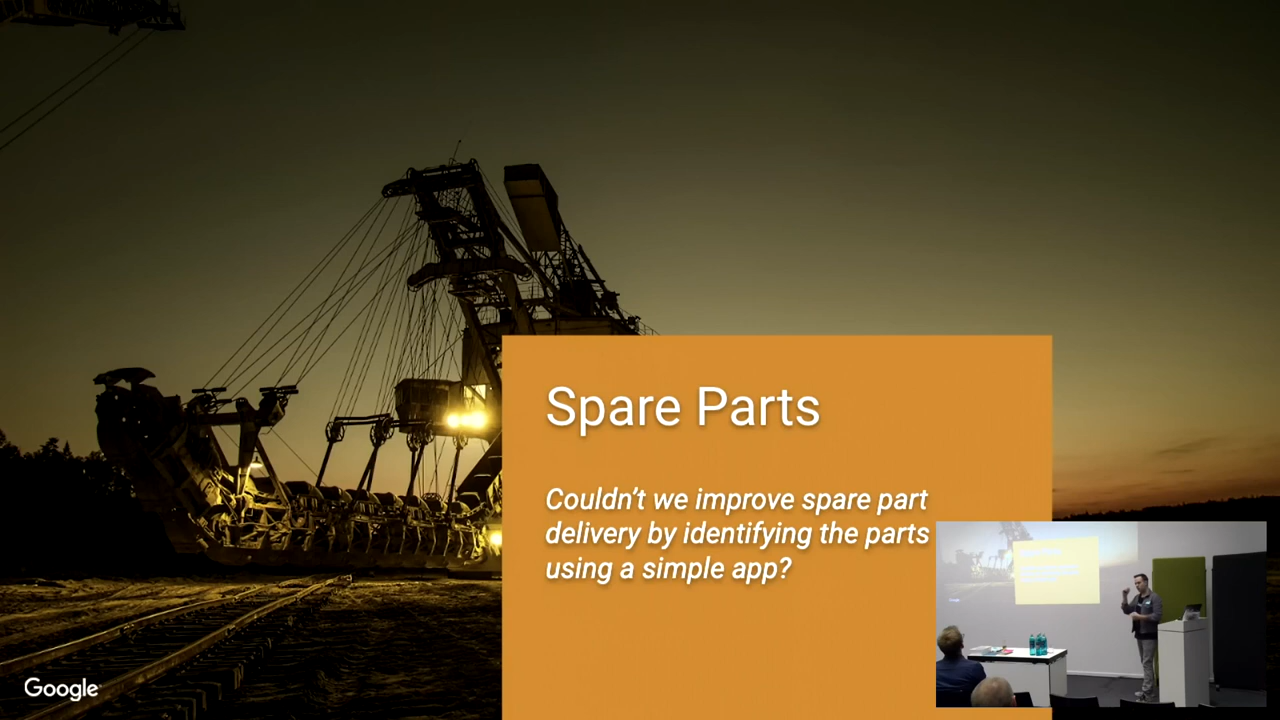 Spare Parts
Couldn't we improve spare part
delivery by identifying the parts
using a simple app?
Google